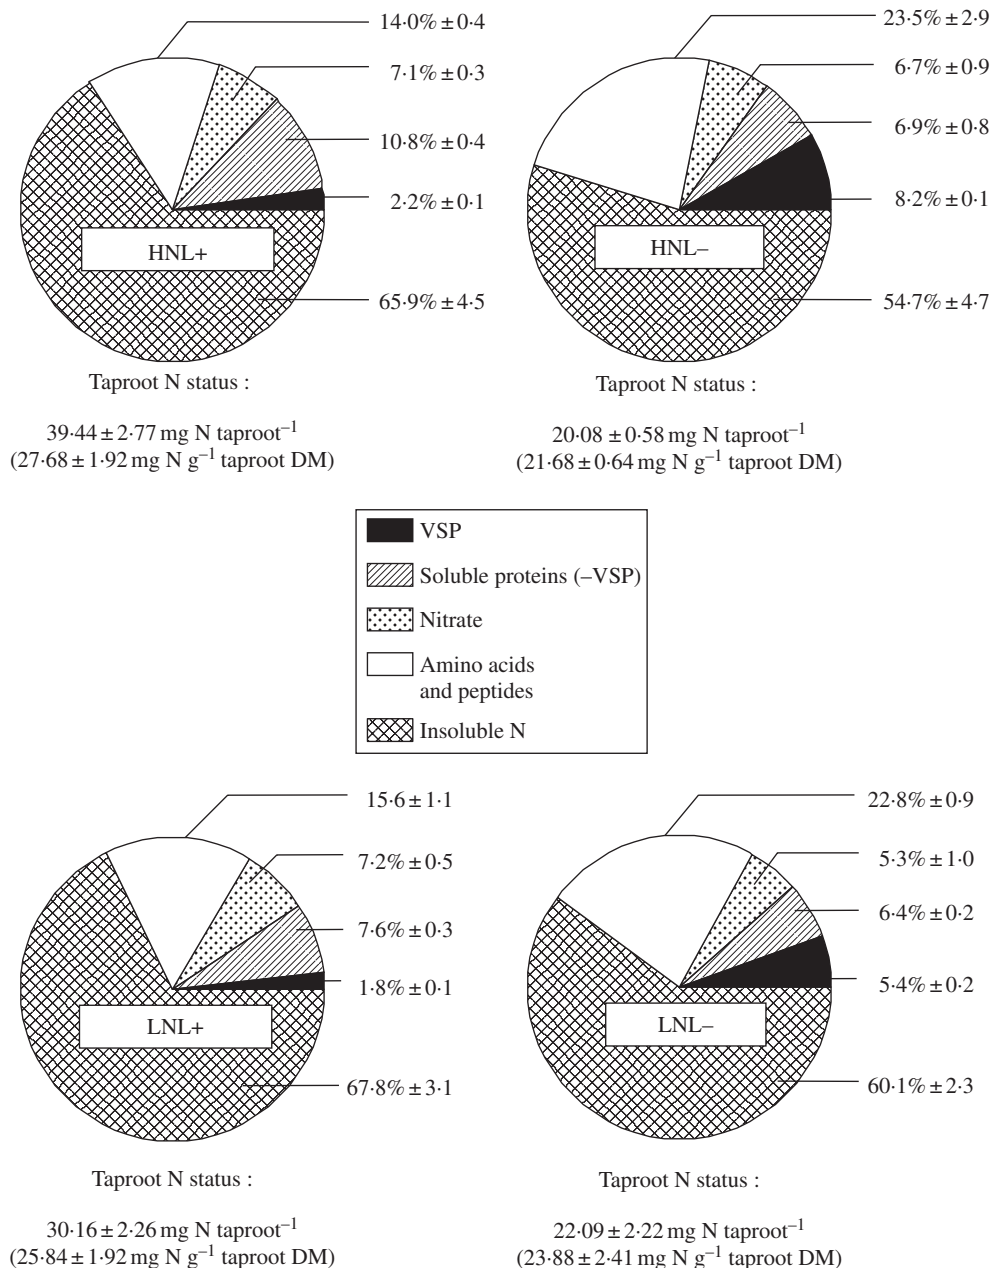 14·0% ± 0·4
7·1% ± 0·3
10·8% ± 0·4
2·2% ± 0·1
HNL+
65·9% ± 4·5
Taproot N status :
39·44 ± 2·77 mg N taproot⁻¹
(27·68 ± 1·92 mg N g⁻¹ taproot DM)
23·5% ± 2·9
6·7% ± 0·9
6·9% ± 0·8
8·2% ± 0·1
HNL–
54·7% ± 4·7
Taproot N status :
20·08 ± 0·58 mg N taproot⁻¹
(21·68 ± 0·64 mg N g⁻¹ taproot DM)
VSP
Soluble proteins (–VSP)
Nitrate
Amino acids
and peptides
Insoluble N
15·6 ± 1·1
7·2% ± 0·5
7·6% ± 0·3
1·8% ± 0·1
LNL+
67·8% ± 3·1
Taproot N status :
30·16 ± 2·26 mg N taproot⁻¹
(25·84 ± 1·92 mg N g⁻¹ taproot DM)
22·8% ± 0·9
5·3% ± 1·0
6·4% ± 0·2
5·4% ± 0·2
LNL–
60·1% ± 2·3
Taproot N status :
22·09 ± 2·22 mg N taproot⁻¹
(23·88 ± 2·41 mg N g⁻¹ taproot DM)